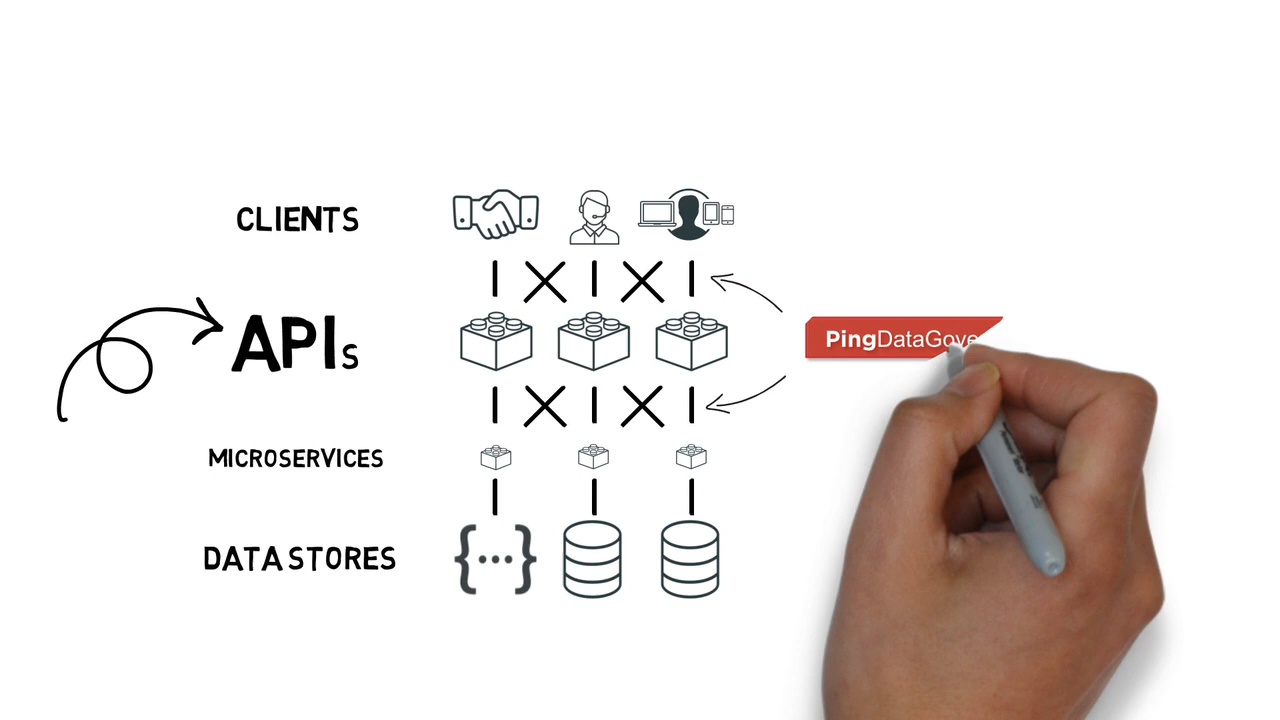 CLIENTS
APIs
PingDataGove
MICROSERVICES
{...}
DATA STORES